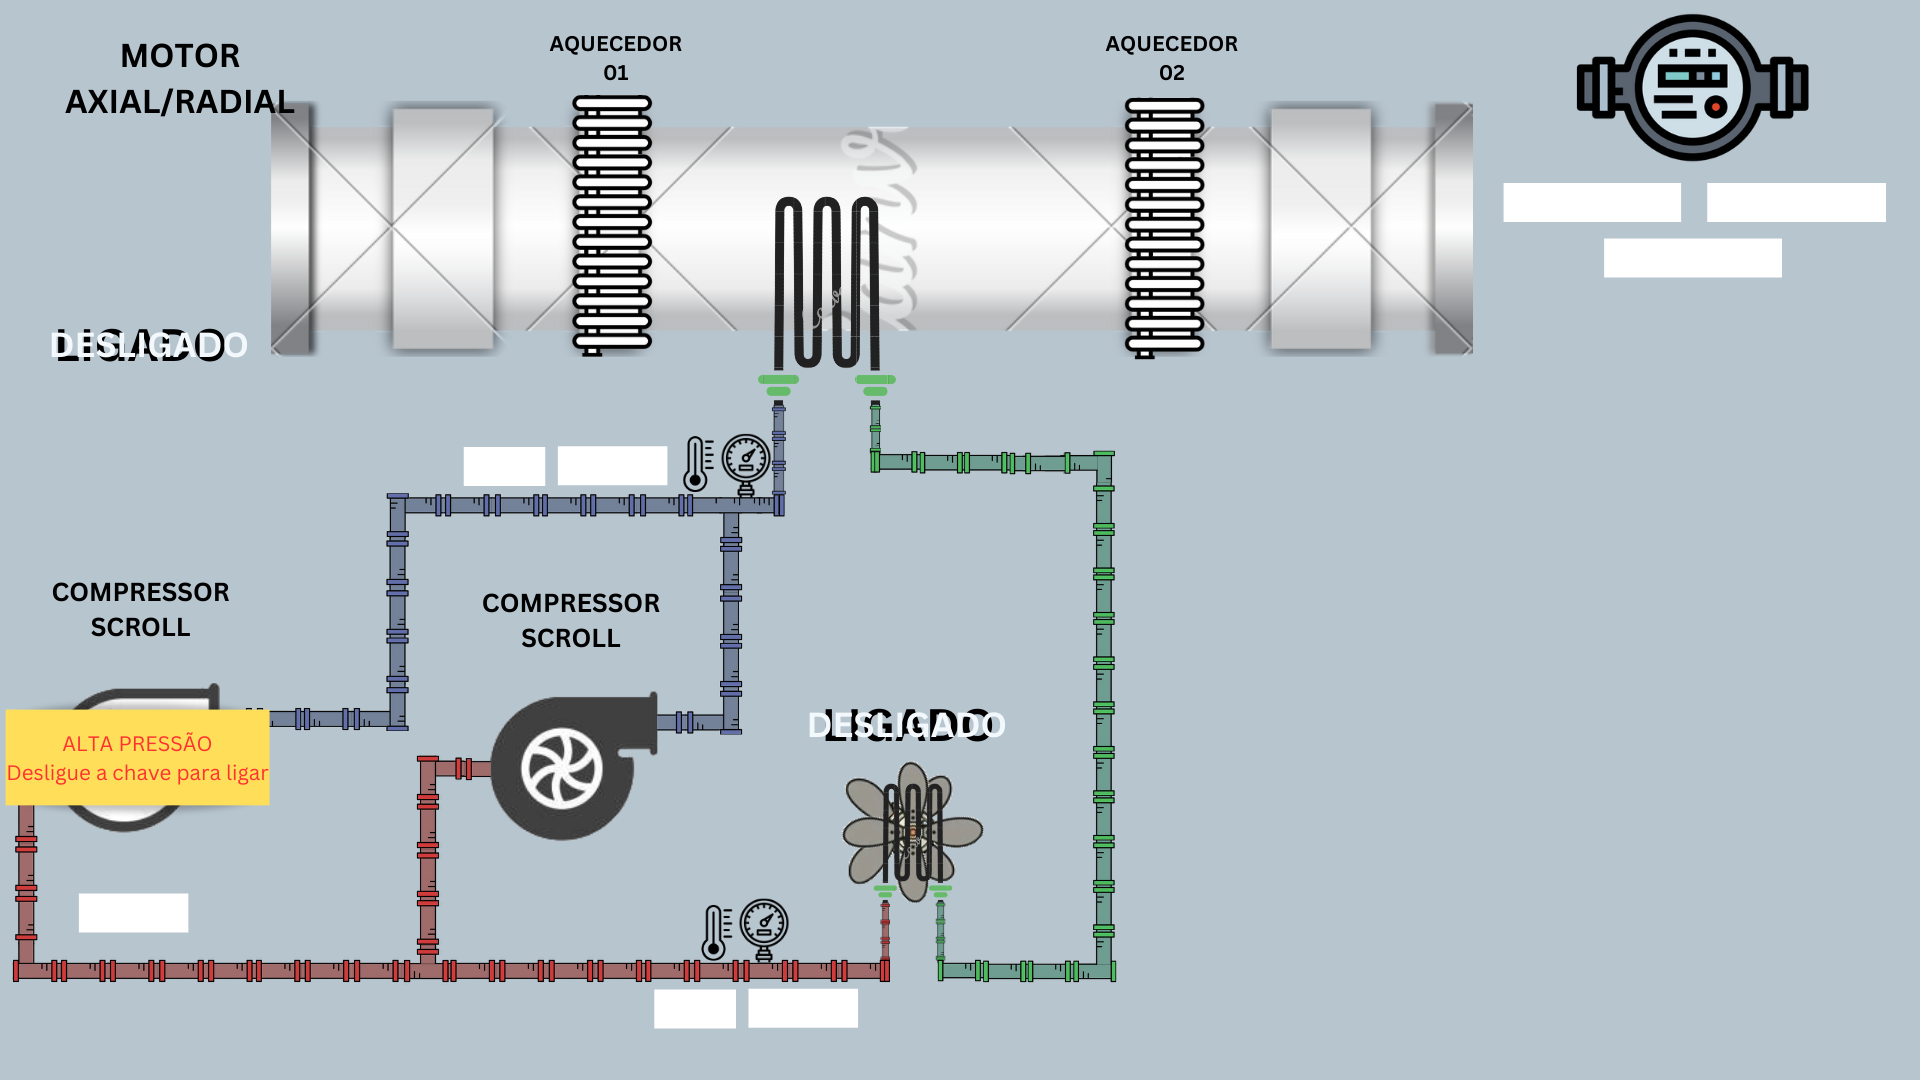 MOTOR
AXIAL/RADIAL
AQUECEDOR
01
AQUECEDOR
02
LIGADO
DESLIGADO
COMPRESSOR
SCROLL
COMPRESSOR
SCROLL
ALTA PRESSÃO
Desligue a chave para ligar
LIGADO
DESLIGADO